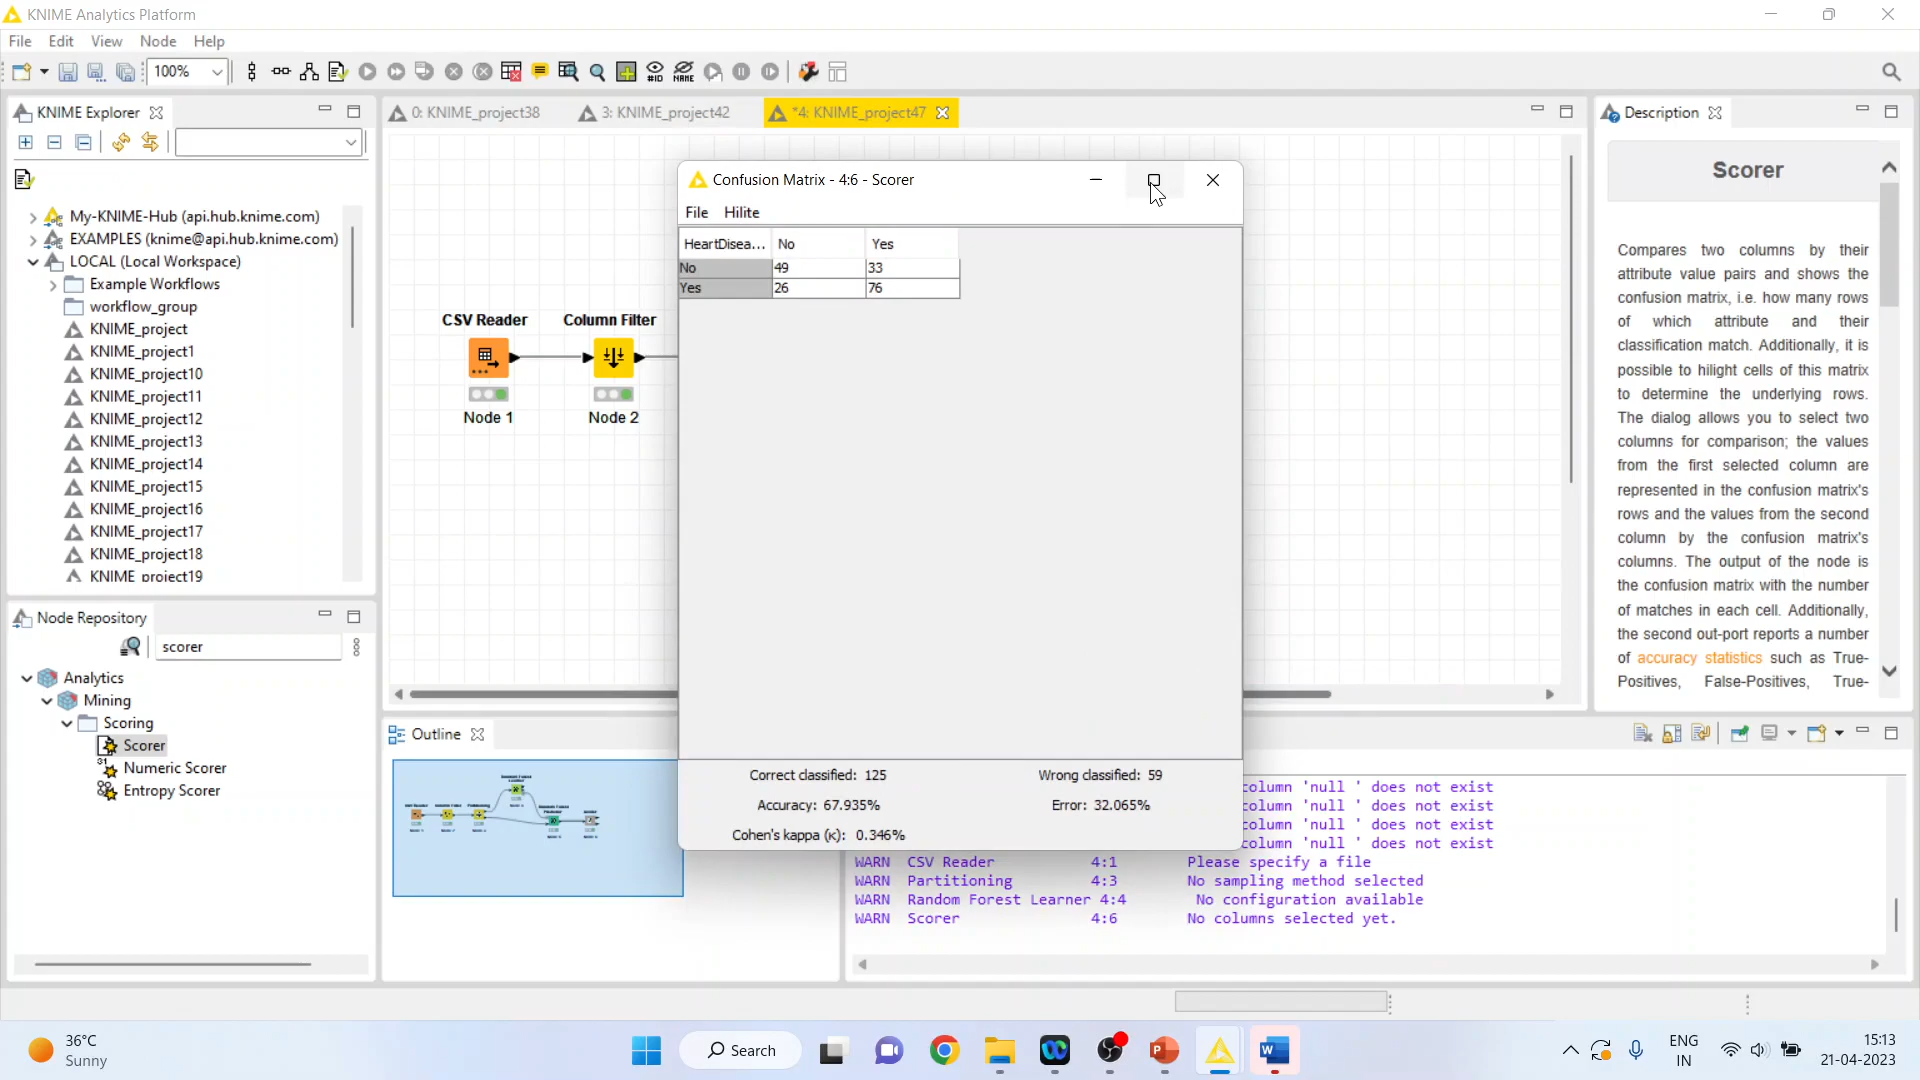 KNIME Analytics Platform
File Edit View Node Help
100%
KNIME Explorer
My-KNIME-Hub (api.hub.knime.com)
EXAMPLES (knime@api.hub.knime.com)
LOCAL (Local Workspace)
Example Workflows
workflow_group
KNIME_project
KNIME_project1
KNIME_project10
KNIME_project11
KNIME_project12
KNIME_project13
KNIME_project14
KNIME_project15
KNIME_project16
KNIME_project17
KNIME_project18
KNIME_project19
Node Repository
scorer
Analytics
Mining
Scoring
Scorer
Numeric Scorer
Entropy Scorer
0: KNIME_project38
3: KNIME_project42
*4: KNIME_project47
CSV Reader
Column Filter
Node 1
Node 2
Confusion Matrix - 4:6 - Scorer
File Hilite
HeartDisea... No Yes
No 49 33
Yes 26 76
Correct classified: 125
Wrong classified: 59
Accuracy: 67.935%
Error: 32.065%
Cohen's kappa (κ): 0.346%
Outline
column 'null ' does not exist
column 'null ' does not exist
column 'null ' does not exist
column 'null ' does not exist
WARN CSV Reader 4:1 Please specify a file
WARN Partitioning 4:3 No sampling method selected
WARN Random Forest Learner 4:4 No configuration available
WARN Scorer 4:6 No columns selected yet.
Description
Scorer
Compares two columns by their
attribute value pairs and shows the
confusion matrix, i.e. how many rows
of which attribute and their
classification match. Additionally, it is
possible to hilight cells of this matrix
to determine the underlying rows.
The dialog allows you to select two
columns for comparison; the values
from the first selected column are
represented in the confusion matrix's
rows and the values from the second
column by the confusion matrix's
columns. The output of the node is
the confusion matrix with the number
of matches in each cell. Additionally,
the second out-port reports a number
of accuracy statistics such as True-
Positives, False-Positives, True-
36°C
Sunny
Search
ENG
IN
15:13
21-04-2023